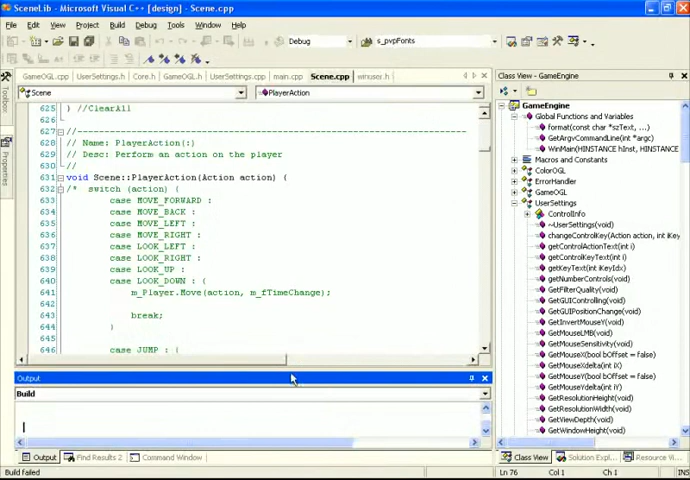 SceneLib - Microsoft Visual C++ [design] - Scene.cpp
File Edit View Project Build Debug Tools Window Help
Debug s_pvpFonts
GameOGL.cpp UserSettings.h Core.h GameOGL.h UserSettings.cpp main.cpp Scene.cpp winuser.h
Scene PlayerAction
625 } //ClearAll
626
627 //
628 // Name: PlayerAction(:)
629 // Desc: Perform an action on the player
630 //
631 void Scene::PlayerAction(Action action) {
632 /* switch (action) {
633 case MOVE_FORWARD :
634 case MOVE_BACK :
635 case MOVE_LEFT :
636 case MOVE_RIGHT :
637 case LOOK_LEFT :
638 case LOOK_RIGHT :
639 case LOOK_UP :
640 case LOOK_DOWN : {
641 m_Player.Move(action, m_fTimeChange);
642
643 break;
644 }
645
646 case JUMP : {
Output
Build
Output Find Results 2 Command Window
Build failed
Toolbox
Properties
Class View - GameEngine
GameEngine
Global Functions and Variables
format(const char *szText, ...)
GetArgvCommandLine(int *argc)
WinMain(HINSTANCE hInst, HINSTANCE
Macros and Constants
ColorOGL
ErrorHandler
GameOGL
UserSettings
ControlInfo
~UserSettings(void)
changeControlKey(Action action, int iKey
getControlActionText(int i)
getControlKeyText(int i)
getKeyText(int iKeyIdx)
getNumberControls(void)
GetFilterQuality(void)
GetGUIControlling(void)
GetGUIPositionChange(void)
GetInvertMouseY(void)
GetMouseLMB(void)
GetMouseSensitivity(void)
GetMouseX(bool bOffset = false)
GetMouseXdelta(int iX)
GetMouseY(bool bOffset = false)
GetMouseYdelta(int iY)
GetResolutionHeight(void)
GetResolutionWidth(void)
GetViewDepth(void)
GetWindowHeight(void)
Class View Solution Expl... Resource Vi...
Ln 76 Col 1 Ch 1 INS